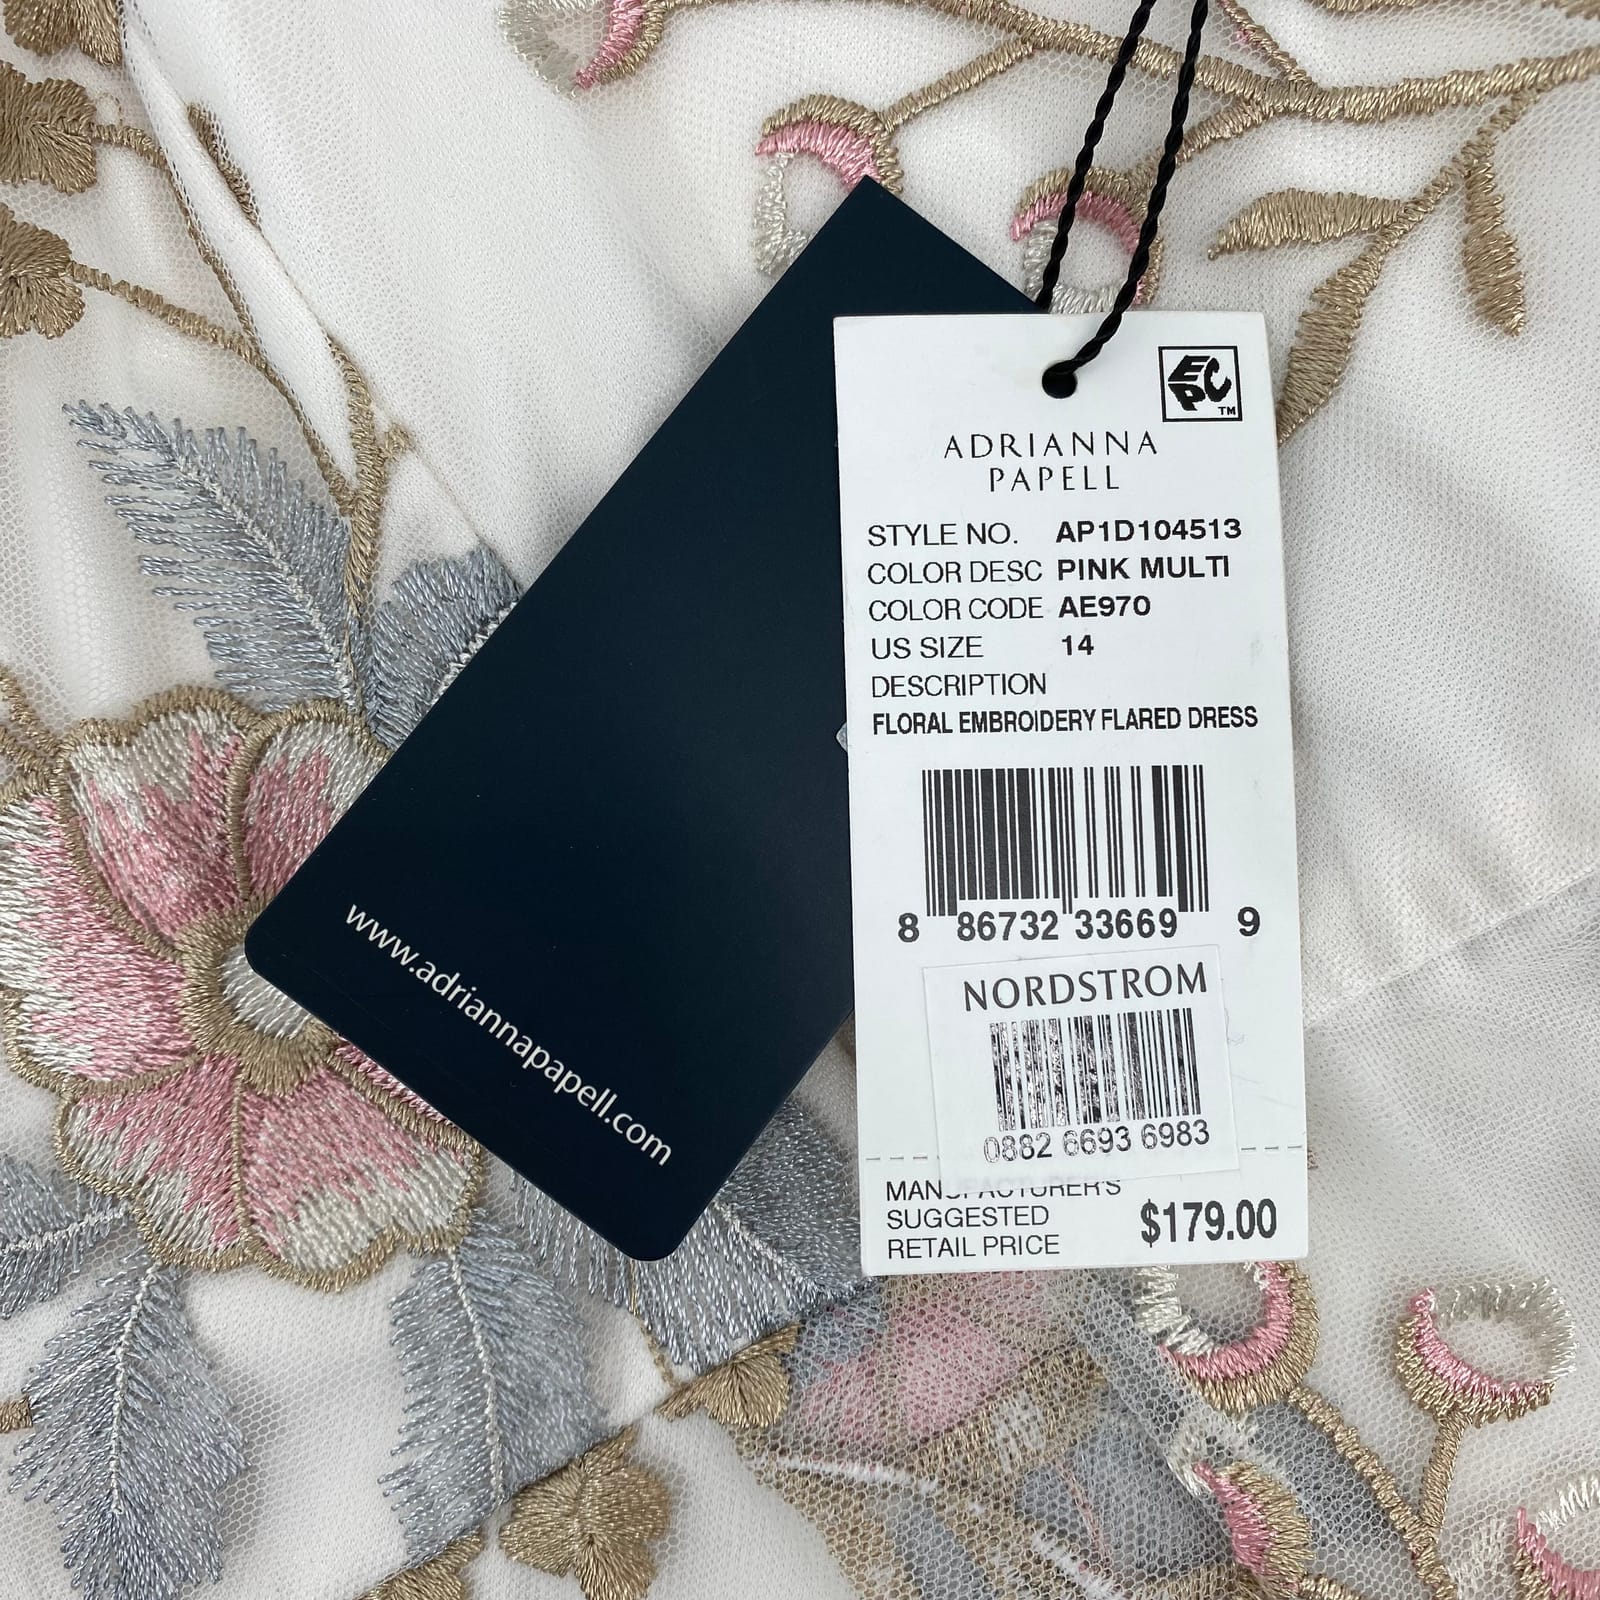 EPC
TM
ADRIANNA
PAPELL
STYLE NO. AP1D104513
COLOR DESC PINK MULTI
COLOR CODE AE970
US SIZE 14
DESCRIPTION
FLORAL EMBROIDERY FLARED DRESS
8 86732 33669 9
NORDSTROM
0882 6693 6983
MANUFACTURER'S
SUGGESTED
RETAIL PRICE
$179.00
www.adriannapapell.com